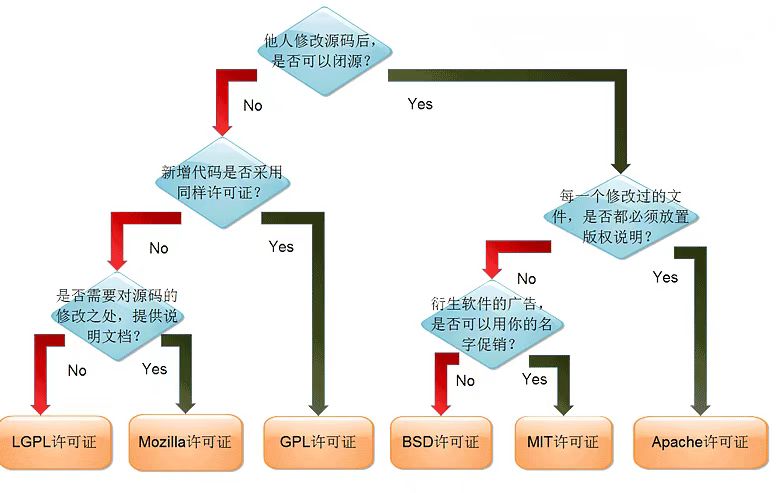 他人修改源码后，
是否可以闭源？
No
Yes
新增代码是否采用
同样许可证？
每一个修改过的文
件，是否都必须放置
版权说明？
No
Yes
No
Yes
是否需要对源码的
修改之处，提供说
明文档？
衍生软件的广告，
是否可以用你的名
字促销？
No
Yes
No
Yes
LGPL许可证
Mozilla许可证
GPL许可证
BSD许可证
MIT许可证
Apache许可证